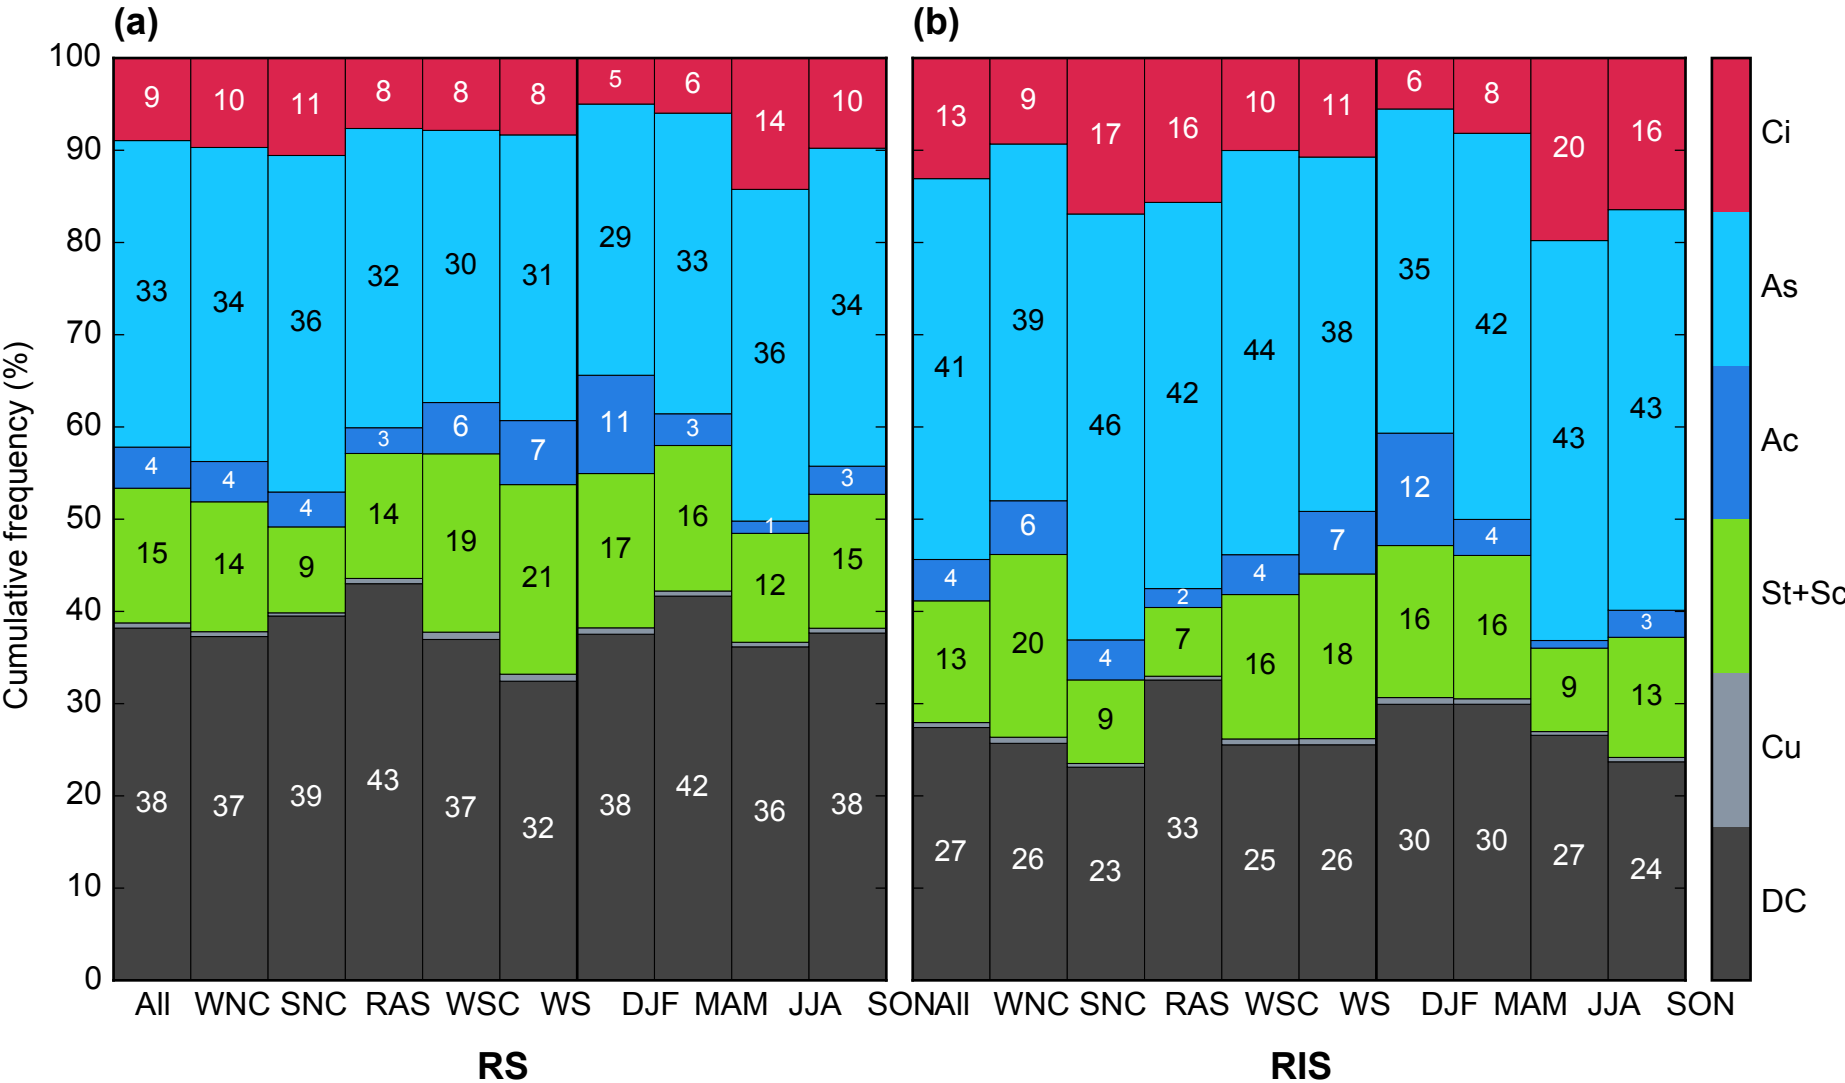 (a) (b)
100
90
80
70
60
50
40
30
20
10
0
Cumulative frequency (%)
9 10 11 8 8 8 5 6 14 10
33 34 36 32 30 31 29 33 36 34
4 4 4 3 6 7 11 3 1 3
15 14 9 14 19 21 17 16 12 15
38 37 39 43 37 32 38 42 36 38
13 9 17 16 10 11 6 8 20 16
41 39 46 42 44 38 35 42 43 43
4 6 4 2 4 7 12 4 3
13 20 9 7 16 18 16 16 9 13
27 26 23 33 25 26 30 30 27 24
All WNC SNC RAS WSC WS DJF MAM JJA SON
All WNC SNC RAS WSC WS DJF MAM JJA SON
RS
RIS
Ci
As
Ac
St+Sc
Cu
DC